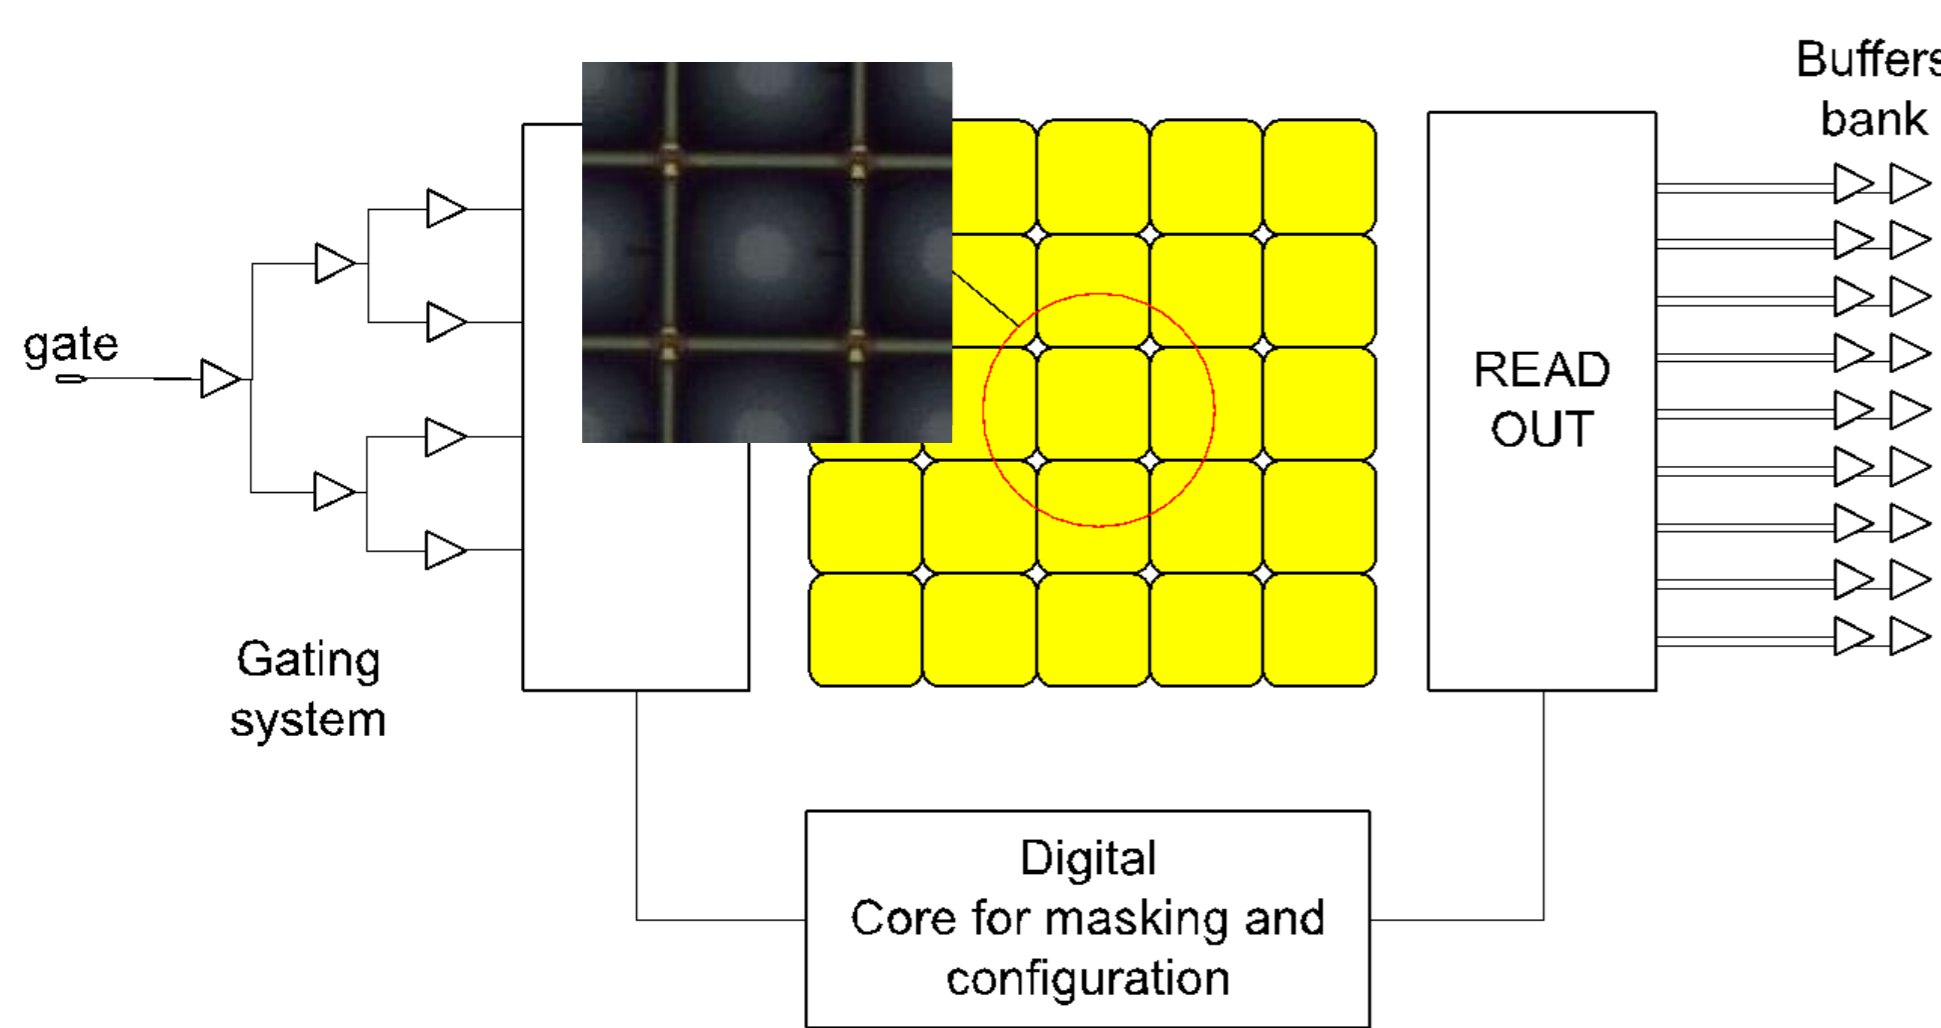 Buffers
bank
gate
READ
OUT
Gating
system
Digital
Core for masking and
configuration